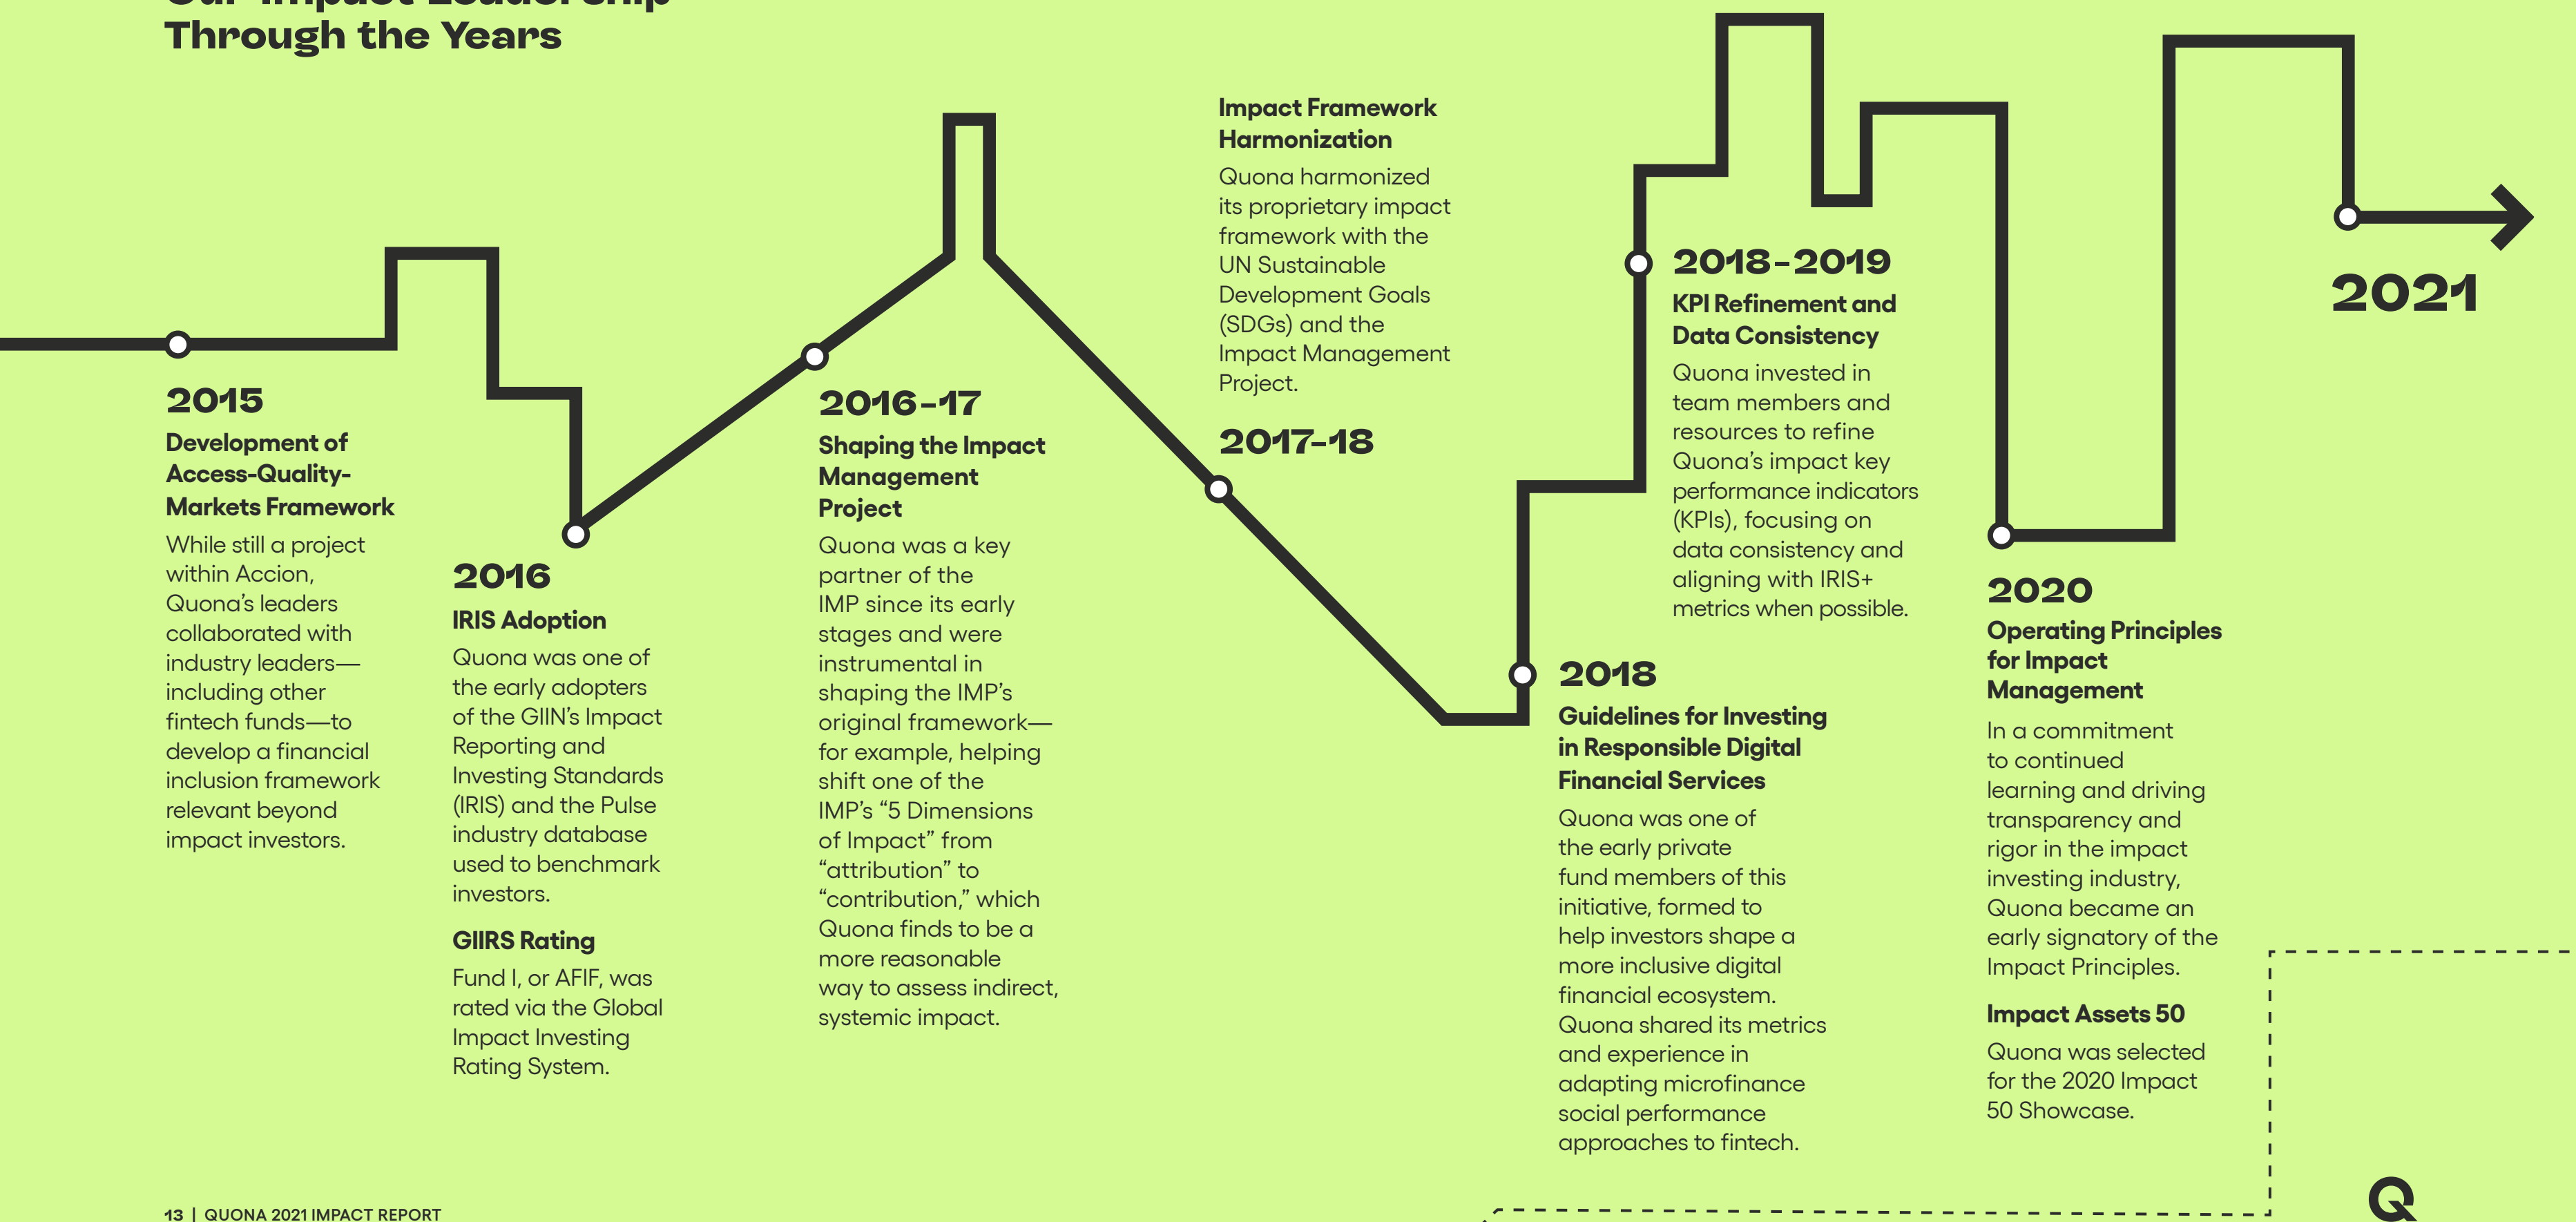 Our Impact Leadership
Through the Years
2015
Development of
Access-Quality-
Markets Framework
While still a project
within Accion,
Quona’s leaders
collaborated with
industry leaders—
including other
fintech funds—to
develop a financial
inclusion framework
relevant beyond
impact investors.
2016
IRIS Adoption
Quona was one of
the early adopters
of the GIIN’s Impact
Reporting and
Investing Standards
(IRIS) and the Pulse
industry database
used to benchmark
investors.
GIIRS Rating
Fund I, or AFIF, was
rated via the Global
Impact Investing
Rating System.
2016-17
Shaping the Impact
Management
Project
Quona was a key
partner of the
IMP since its early
stages and were
instrumental in
shaping the IMP’s
original framework—
for example, helping
shift one of the
IMP’s “5 Dimensions
of Impact” from
“attribution” to
“contribution,” which
Quona finds to be a
more reasonable
way to assess indirect,
systemic impact.
Impact Framework
Harmonization
Quona harmonized
its proprietary impact
framework with the
UN Sustainable
Development Goals
(SDGs) and the
Impact Management
Project.
2017-18
2018
Guidelines for Investing
in Responsible Digital
Financial Services
Quona was one of
the early private
fund members of this
initiative, formed to
help investors shape a
more inclusive digital
financial ecosystem.
Quona shared its metrics
and experience in
adapting microfinance
social performance
approaches to fintech.
2018-2019
KPI Refinement and
Data Consistency
Quona invested in
team members and
resources to refine
Quona’s impact key
performance indicators
(KPIs), focusing on
data consistency and
aligning with IRIS+
metrics when possible.
2020
Operating Principles
for Impact
Management
In a commitment
to continued
learning and driving
transparency and
rigor in the impact
investing industry,
Quona became an
early signatory of the
Impact Principles.
Impact Assets 50
Quona was selected
for the 2020 Impact
50 Showcase.
2021
13 | QUONA 2021 IMPACT REPORT
Q